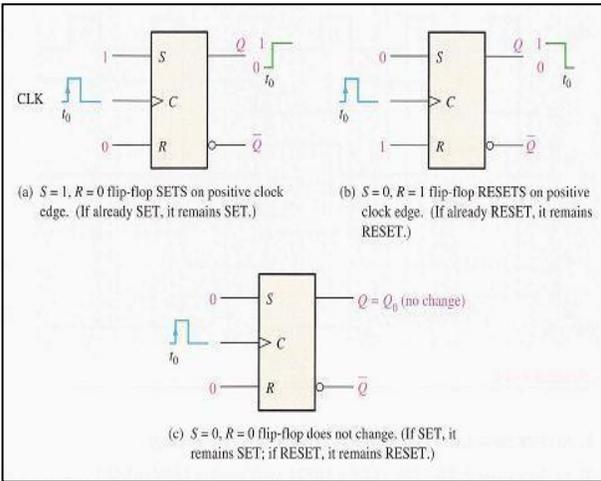 1
S
Q
1
0
t0
CLK
t0
C
0
R
Q̅
(a) S = 1, R = 0 flip-flop SETS on positive clock
edge. (If already SET, it remains SET.)
0
S
Q
1
0
t0
t0
C
1
R
Q̅
(b) S = 0, R = 1 flip-flop RESETS on positive
clock edge. (If already RESET, it remains
RESET.)
0
S
Q = Q0 (no change)
t0
C
0
R
Q̅
(c) S = 0, R = 0 flip-flop does not change. (If SET, it
remains SET; if RESET, it remains RESET.)